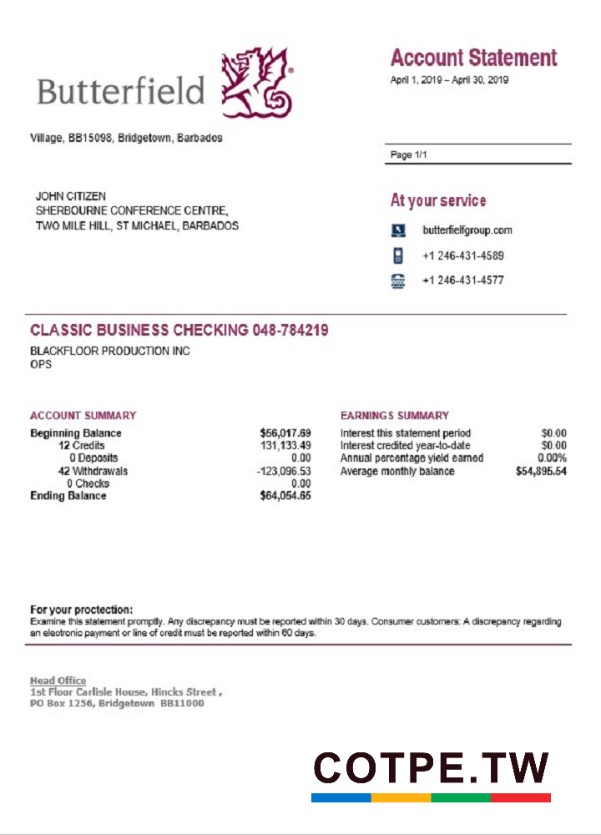 Butterfield
Account Statement
April 1, 2019 – April 30, 2019
Village, BB15098, Bridgetown, Barbados
Page 1/1
JOHN CITIZEN
SHERBOURNE CONFERENCE CENTRE,
TWO MILE HILL, ST MICHAEL, BARBADOS
At your service
butterfielfgroup.com
+1 246-431-4589
+1 246-431-4577
CLASSIC BUSINESS CHECKING 048-784219
BLACKFLOOR PRODUCTION INC
OPS
ACCOUNT SUMMARY
Beginning Balance $56,017.69
12 Credits 131,133.49
0 Deposits 0.00
42 Withdrawals -123,096.53
0 Checks 0.00
Ending Balance $64,054.65
EARNINGS SUMMARY
Interest this statement period $0.00
Interest credited year-to-date $0.00
Annual percentage yield earned 0.00%
Average monthly balance $54,895.54
For your proctection:
Examine this statement promptly. Any discrepancy must be reported within 30 days. Consumer customers: A discrepancy regarding
an electronic payment or line of credit must be reported within 60 days.
Head Office
1st Floor Carlisle House, Hincks Street ,
PO Box 1256, Bridgetown BB11000
COTPE.TW